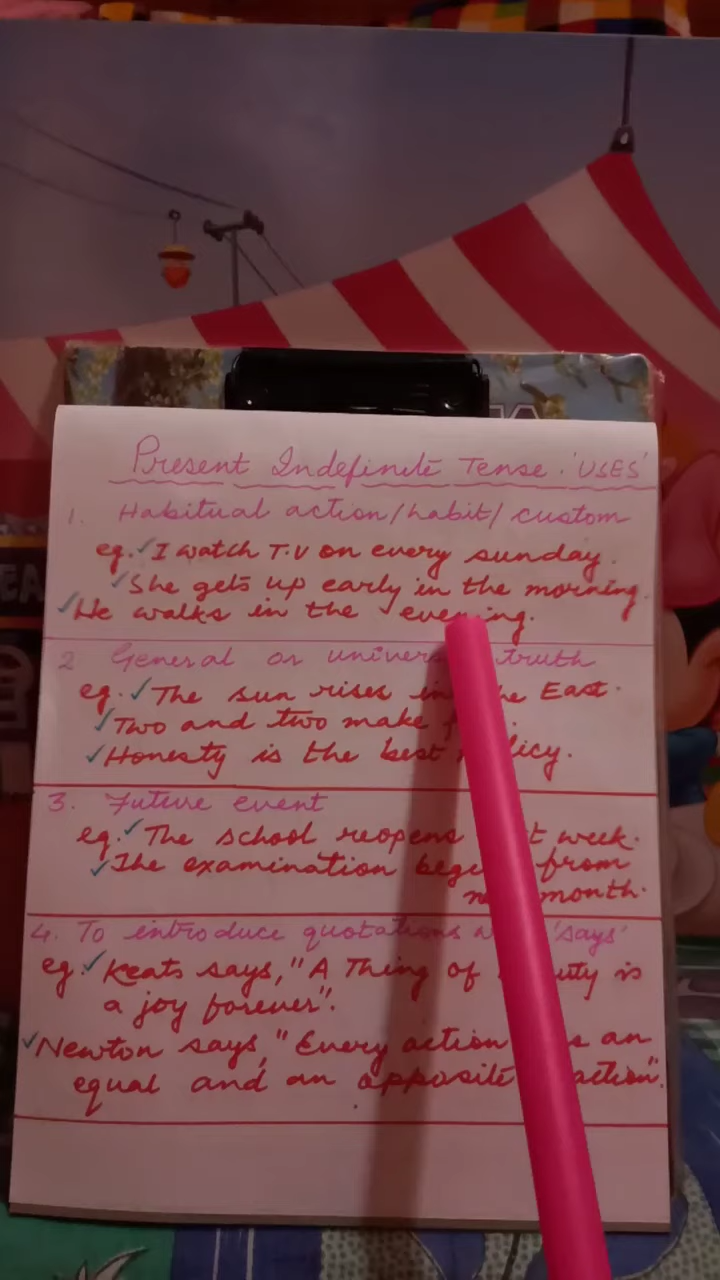 Present Indefinite Tense. 'USES'
1. Habitual action/habit/custom
eg. ✓I watch T.V on every sunday.
✓She gets up early in the morning.
✓He walks in the evening.
2 General or truth
eg. ✓The sun rises in East.
✓Two and two make
✓Honesty is the best
3. Future event
eg. ✓The school reopens week.
✓The examination from
month.
4. To introduce quotations 'says'
eg. ✓Keats says, "A Thing of is
a joy forever".
✓Newton says, "Every action an
equal and an opposite